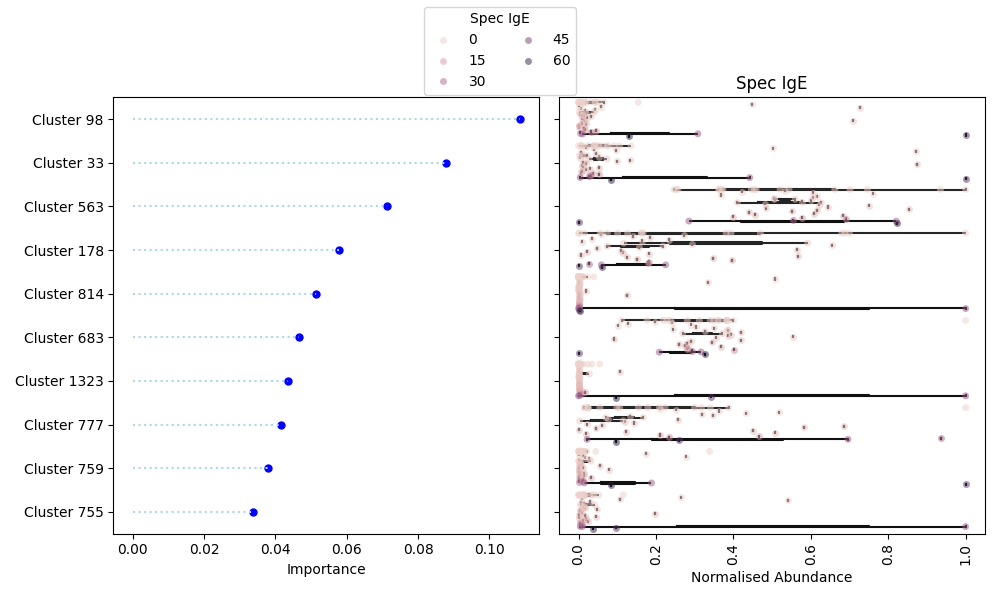 Spec IgE
0 45
15 60
30
Spec IgE
Cluster 98
Cluster 33
Cluster 563
Cluster 178
Cluster 814
Cluster 683
Cluster 1323
Cluster 777
Cluster 759
Cluster 755
0.00 0.02 0.04 0.06 0.08 0.10
0.0 0.2 0.4 0.6 0.8 1.0
Importance
Normalised Abundance